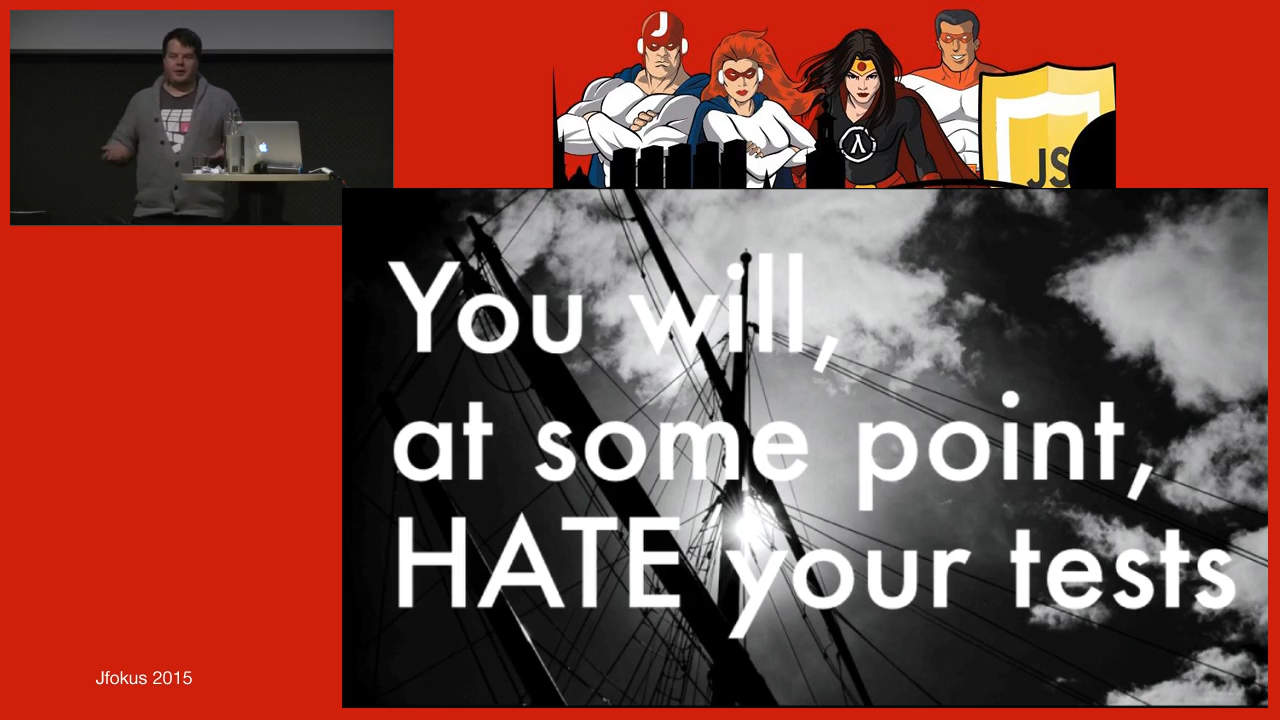 J
λ
JS
You will,
at some point,
HATE your tests
Jfokus 2015